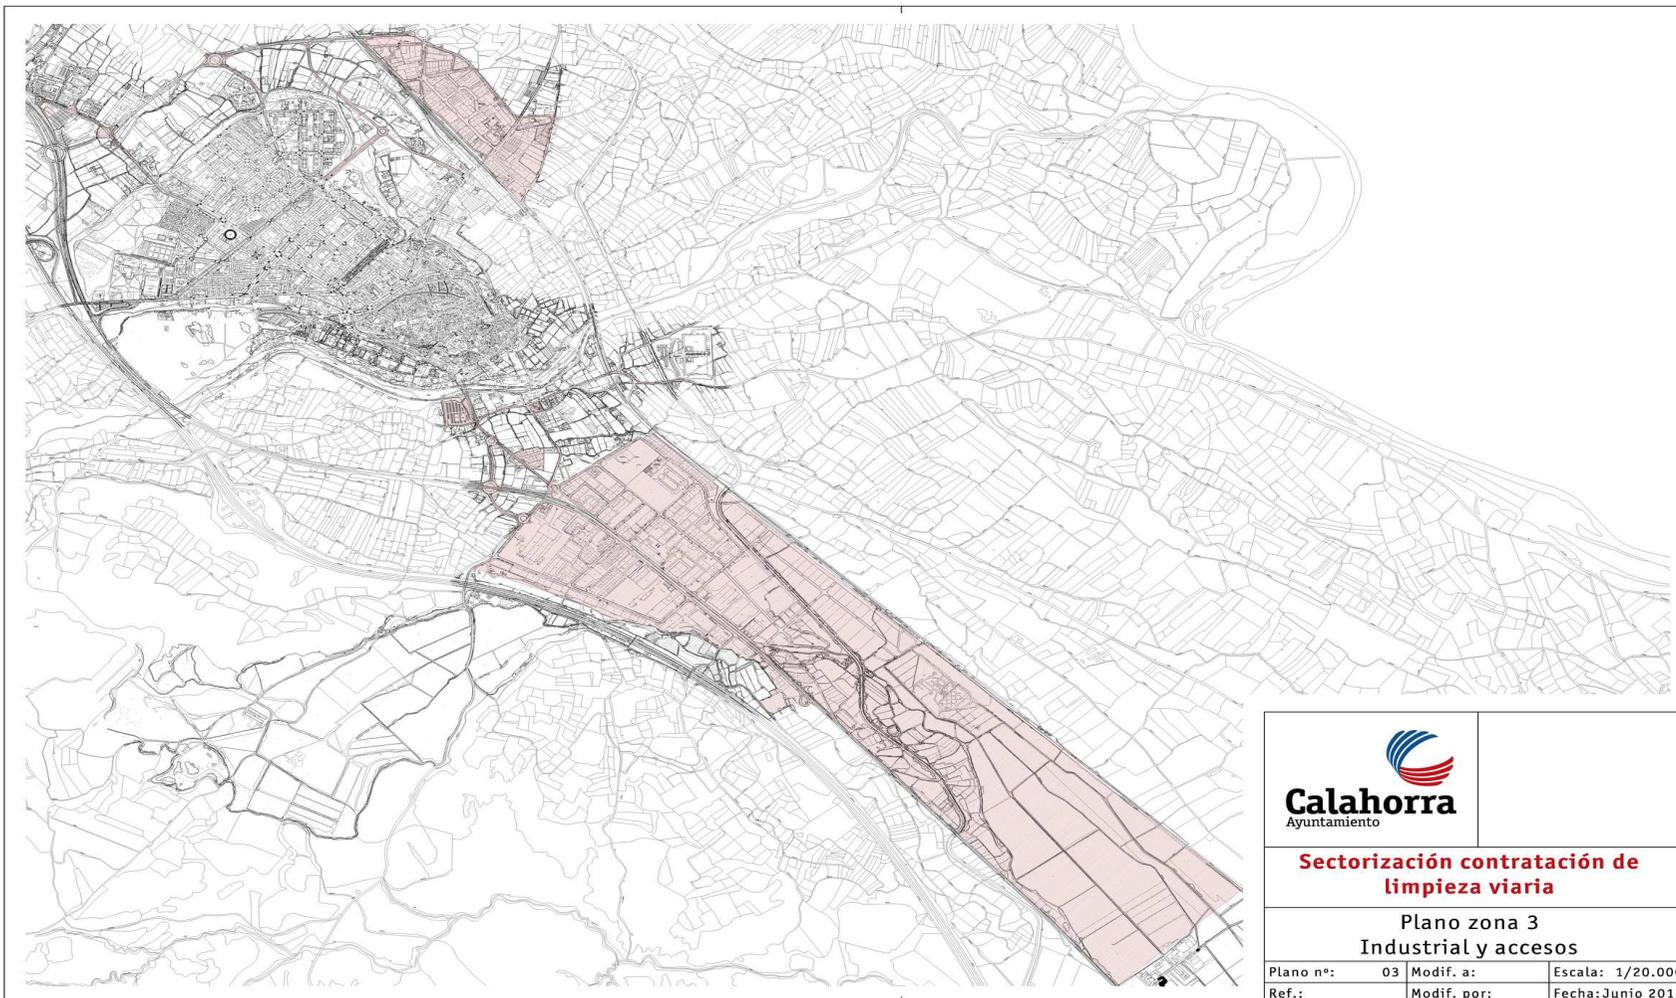 Calahorra
Ayuntamiento
Sectorización contratación de
limpieza viaria
Plano zona 3
Industrial y accesos
Plano nº: 03 Modif. a: Escala: 1/20.000
Ref.: Modif. por: Fecha: Junio 201